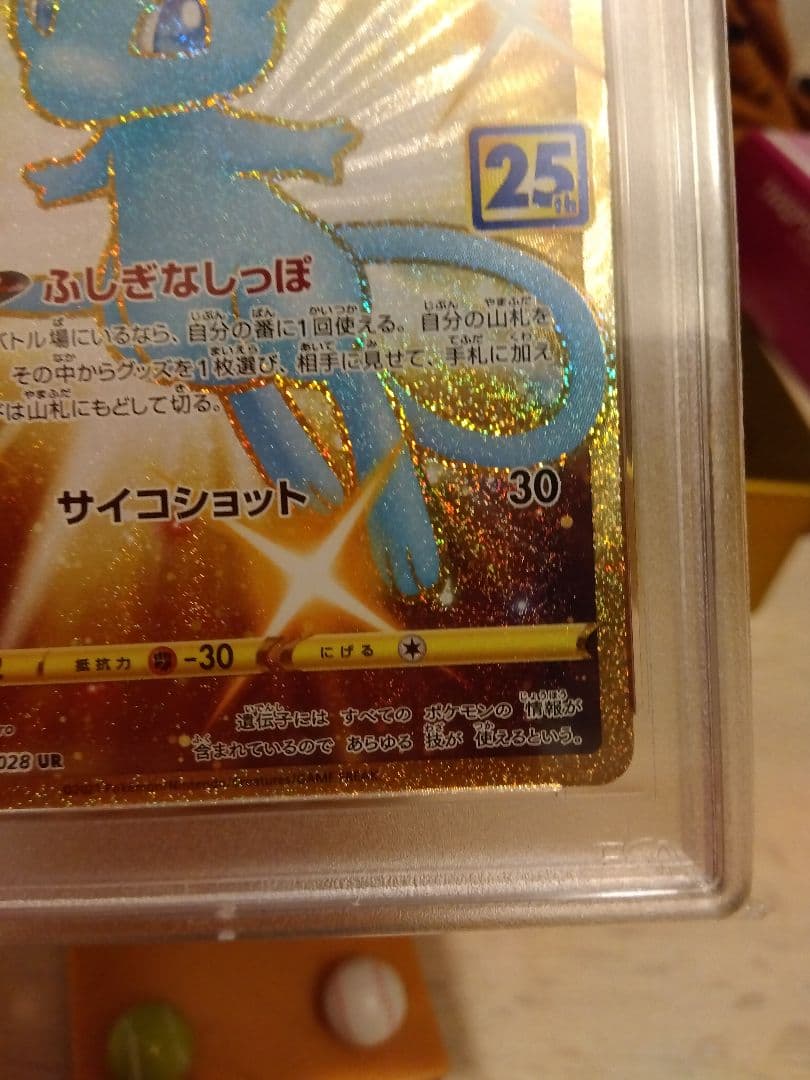 25th
ふしぎなしっぽ
バトル場にいるなら、自分の番に1回使える。自分の山札を
その中からグッズを1枚選び、相手に見せて、手札に加え
は山札にもどして切る。
サイコショット 30
抵抗力 -30 にげる
遺伝子には すべての ポケモンの 情報が
含まれているので あらゆる 技が 使えるという。
028 UR
©2021 Pokémon/Nintendo/Creatures/GAME FREAK